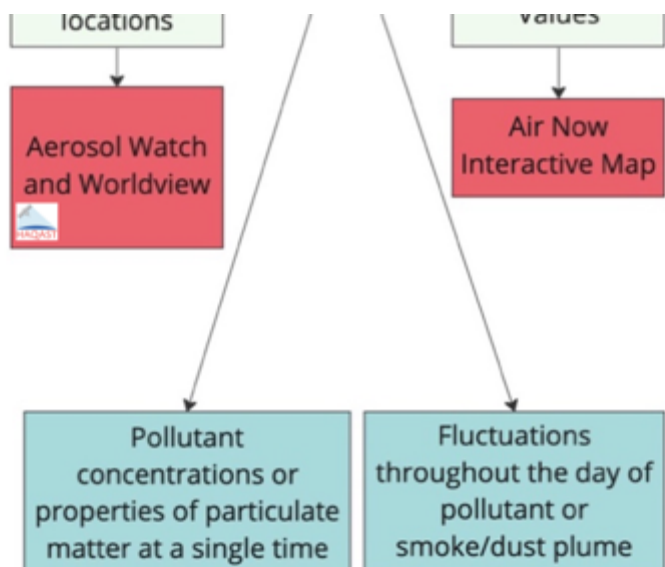 locations
values
Aerosol Watch
and Worldview
HAQAST
Air Now
Interactive Map
Pollutant
concentrations or
properties of particulate
matter at a single time
Fluctuations
throughout the day of
pollutant or
smoke/dust plume